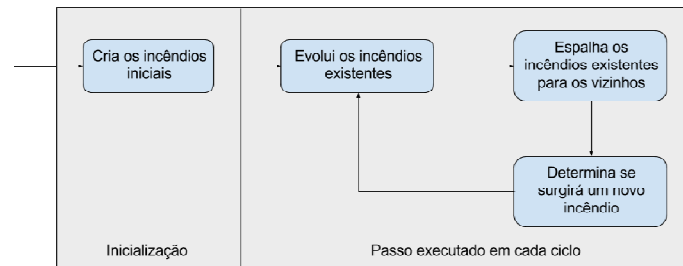 Cria os incêndios
iniciais
Evolui os incêndios
existentes
Espalha os
incêndios existentes
para os vizinhos
Determina se
surgirá um novo
incêndio
Inicialização
Passo executado em cada ciclo